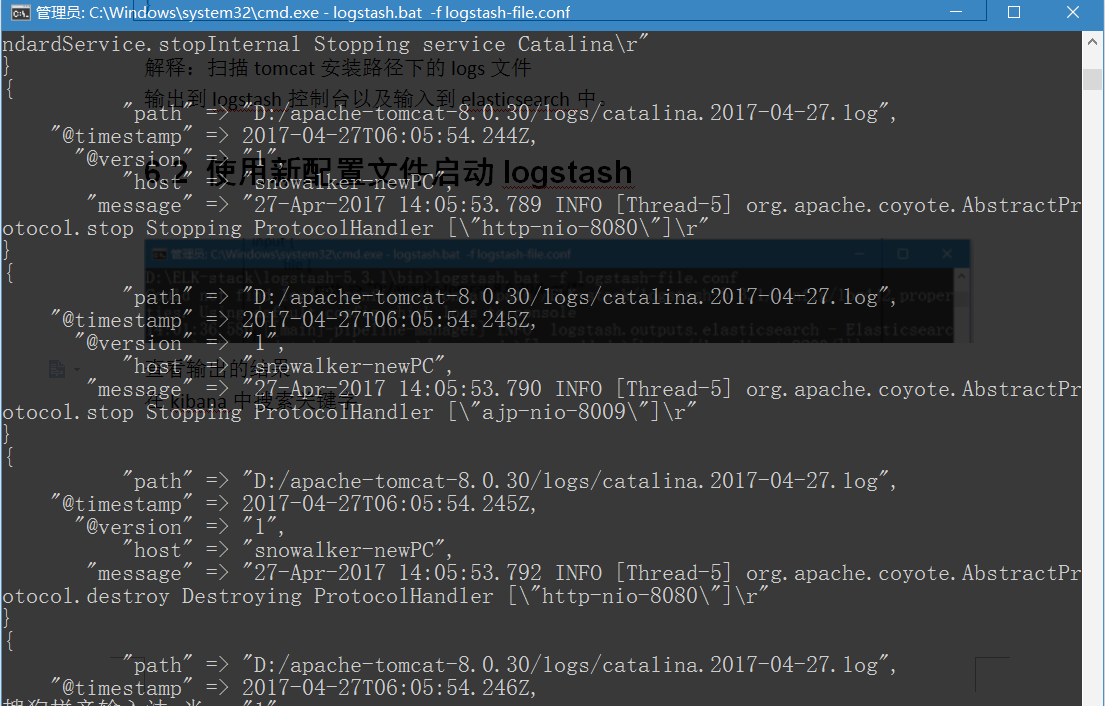 管理员: C:\Windows\system32\cmd.exe - logstash.bat  -f logstash-file.conf
ndardService.stopInternal Stopping service Catalina\r"
}
解释：扫描 tomcat 安装路径下的 logs 文件
{
输出到 logstash 控制台以及输入到 elasticsearch 中。
"path" => "D:/apache-tomcat-8.0.30/logs/catalina.2017-04-27.log",
"@timestamp" => 2017-04-27T06:05:54.244Z,
"@version" => "1",
6.2 使用新配置文件启动 logstash
"host" => "snowalker-newPC",
"message" => "27-Apr-2017 14:05:53.789 INFO [Thread-5] org.apache.coyote.AbstractPr
otocol.stop Stopping ProtocolHandler [\"http-nio-8080\"]\r"
}
管理员: C:\Windows\system32\cmd.exe - logstash.bat  -f logstash-file.conf
{
D:\ELK-stack\logstash-5.3.1\bin>logstash.bat -f logstash-file.conf
"path" => "D:/apache-tomcat-8.0.30/logs/catalina.2017-04-27.log",
"@timestamp" => 2017-04-27T06:05:54.245Z,
logstash.outputs.elasticsearch - Elasticsearc
"@version" => "1",
"host" => "snowalker-newPC",
查看输出的结果
"message" => "27-Apr-2017 14:05:53.790 INFO [Thread-5] org.apache.coyote.AbstractPr
在 kibana 中搜索关键字
otocol.stop Stopping ProtocolHandler [\"ajp-nio-8009\"]\r"
}
{
"path" => "D:/apache-tomcat-8.0.30/logs/catalina.2017-04-27.log",
"@timestamp" => 2017-04-27T06:05:54.245Z,
"@version" => "1",
"host" => "snowalker-newPC",
"message" => "27-Apr-2017 14:05:53.792 INFO [Thread-5] org.apache.coyote.AbstractPr
otocol.destroy Destroying ProtocolHandler [\"http-nio-8080\"]\r"
}
{
"path" => "D:/apache-tomcat-8.0.30/logs/catalina.2017-04-27.log",
"@timestamp" => 2017-04-27T06:05:54.246Z,
搜狗拼音输入法